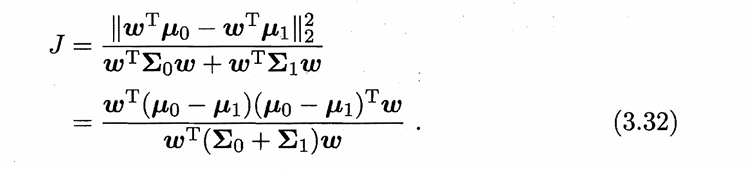 J = \frac{\|\boldsymbol{w}^{\mathrm{T}}\boldsymbol{\mu}_0 - \boldsymbol{w}^{\mathrm{T}}\boldsymbol{\mu}_1\|_2^2}{\boldsymbol{w}^{\mathrm{T}}\boldsymbol{\Sigma}_0\boldsymbol{w} + \boldsymbol{w}^{\mathrm{T}}\boldsymbol{\Sigma}_1\boldsymbol{w}}
= \frac{\boldsymbol{w}^{\mathrm{T}}(\boldsymbol{\mu}_0 - \boldsymbol{\mu}_1)(\boldsymbol{\mu}_0 - \boldsymbol{\mu}_1)^{\mathrm{T}}\boldsymbol{w}}{\boldsymbol{w}^{\mathrm{T}}(\boldsymbol{\Sigma}_0 + \boldsymbol{\Sigma}_1)\boldsymbol{w}} . (3.32)